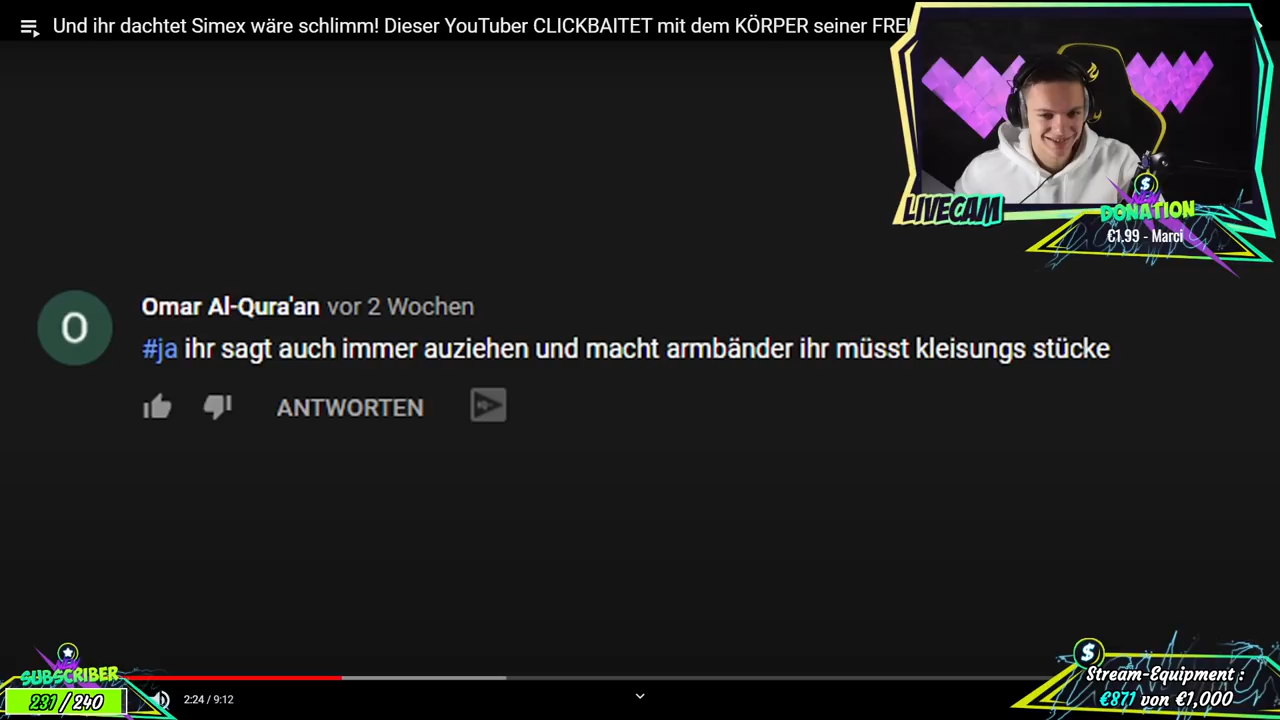 Und ihr dachtet Simex wäre schlimm! Dieser YouTuber CLICKBAITET mit dem KÖRPER seiner
LIVECAM
NEW
DONATION
€1.99 - Marci
Omar Al-Qura'an vor 2 Wochen
#ja ihr sagt auch immer auziehen und macht armbänder ihr müsst kleisungs stücke
ANTWORTEN
NEW
SUBSCRIBER
231 / 240
2:24 / 9:12
Stream-Equipment :
€871 von €1,000